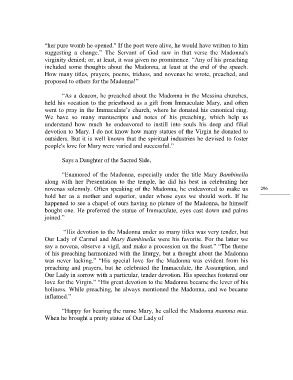 "her pure womb be opened." If the poet were alive, he would have written to him
suggesting a change." The Servant of God saw in that verse the Madonna's
virginity denied; or, at least, it was given no prominence. "Any of his preaching
included some thoughts about the Madonna, at least at the end of the speech.
How many titles, prayers, poems, triduos, and novenas he wrote, preached, and
proposed to others for the Madonna!"
"As a deacon, he preached about the Madonna in the Messina churches,
held his vocation to the priesthood as a gift from Immaculate Mary, and often
went to pray in the Immaculate's church, where he donated his canonical ring.
We have so many manuscripts and notes of his preaching, which help us
understand how much he endeavored to instill into souls his deep and filial
devotion to Mary. I do not know how many statues of the Virgin he donated to
outsiders. But it is well known that the spiritual industries he devised to foster
people's love for Mary were varied and successful."
Says a Daughter of the Sacred Side,
"Enamored of the Madonna, especially under the title Mary Bambinella
along with her Presentation to the temple, he did his best in celebrating her
novenas solemnly. Often speaking of the Madonna, he endeavored to make us
hold her as a mother and superior, under whose eyes we should work. If he
happened to see a chapel of ours having no picture of the Madonna, he himself
bought one. He preferred the statue of Immaculate, eyes cast down and palms
joined."
296
"His devotion to the Madonna under so many titles was very tender, but
Our Lady of Carmel and Mary Bambinella were his favorite. For the latter we
say a novena, observe a vigil, and make a procession on the feast." "The theme
of his preaching harmonized with the liturgy, but a thought about the Madonna
was never lacking." "His special love for the Madonna was evident from his
preaching and prayers, but he celebrated the Immaculate, the Assumption, and
Our Lady in sorrow with a particular, tender devotion. His speeches fostered our
love for the Virgin." "His great devotion to the Madonna became the lever of his
holiness. While preaching, he always mentioned the Madonna, and we became
inflamed."
"Happy for hearing the name Mary, he called the Madonna mamma mia.
When he brought a pretty statue of Our Lady of